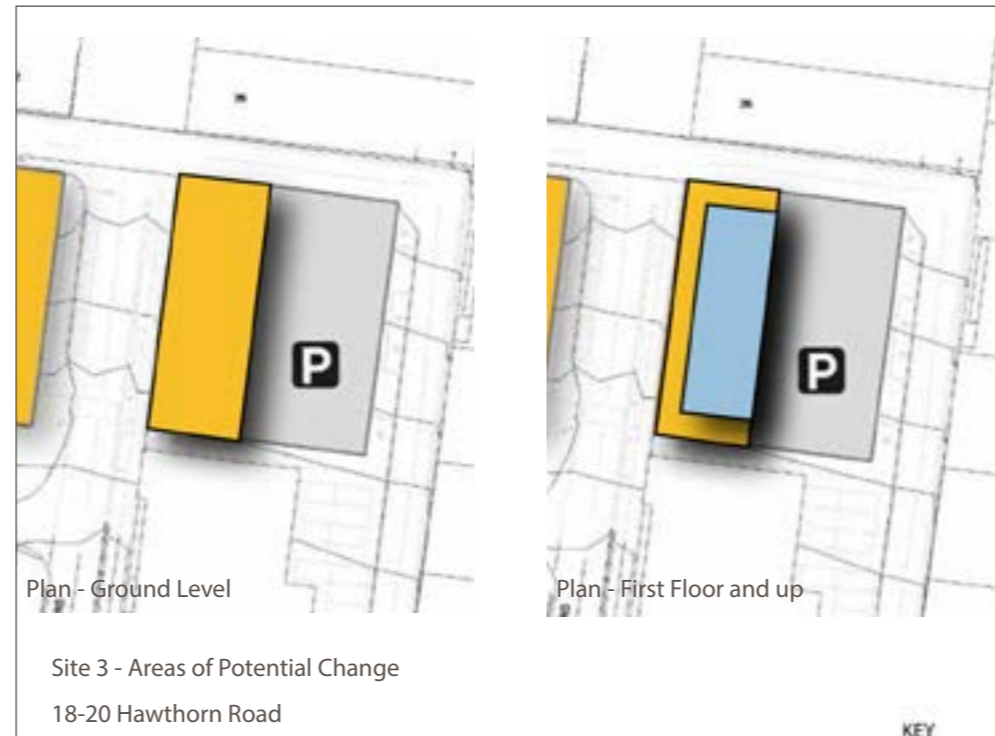 P
P
Plan - Ground Level
Plan - First Floor and up
Site 3 - Areas of Potential Change
18-20 Hawthorn Road
KEY